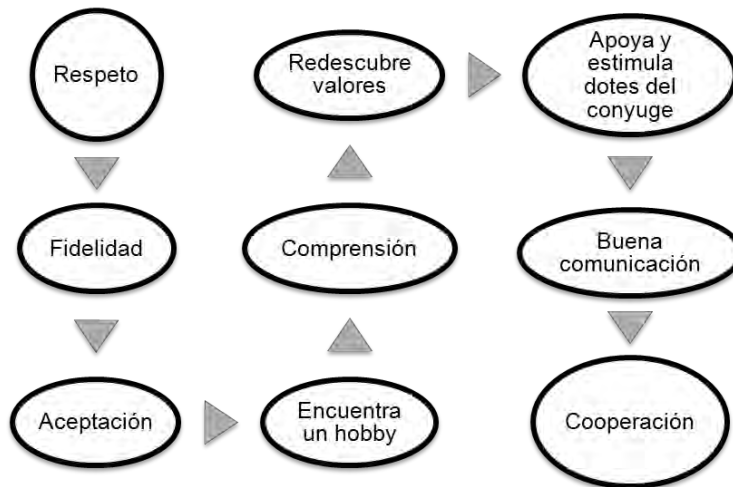 Respeto
Fidelidad
Aceptación
Encuentra
un hobby
Comprensión
Redescubre
valores
Apoya y
estimula
dotes del
conyuge
Buena
comunicación
Cooperación